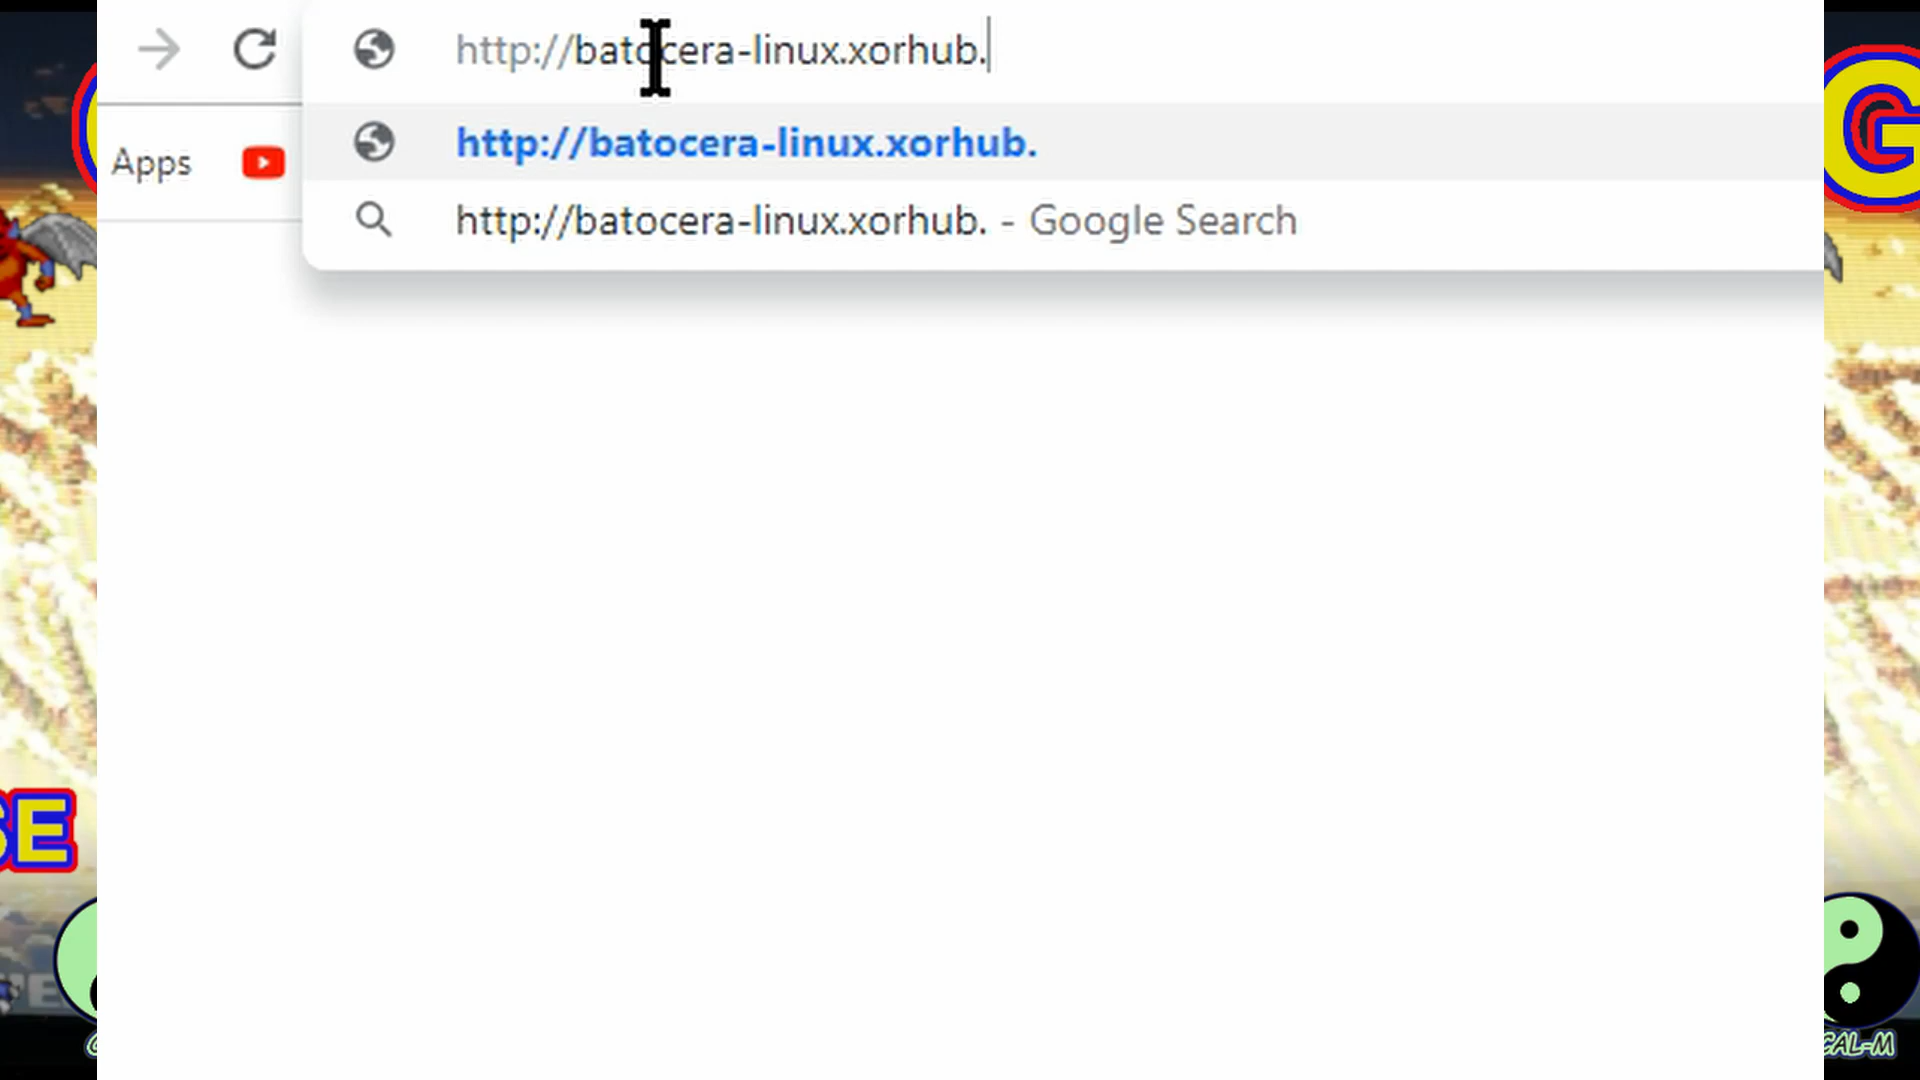 http://batocera-linux.xorhub.
G
Apps
http://batocera-linux.xorhub.
http://batocera-linux.xorhub. - Google Search
SE
CAL-M